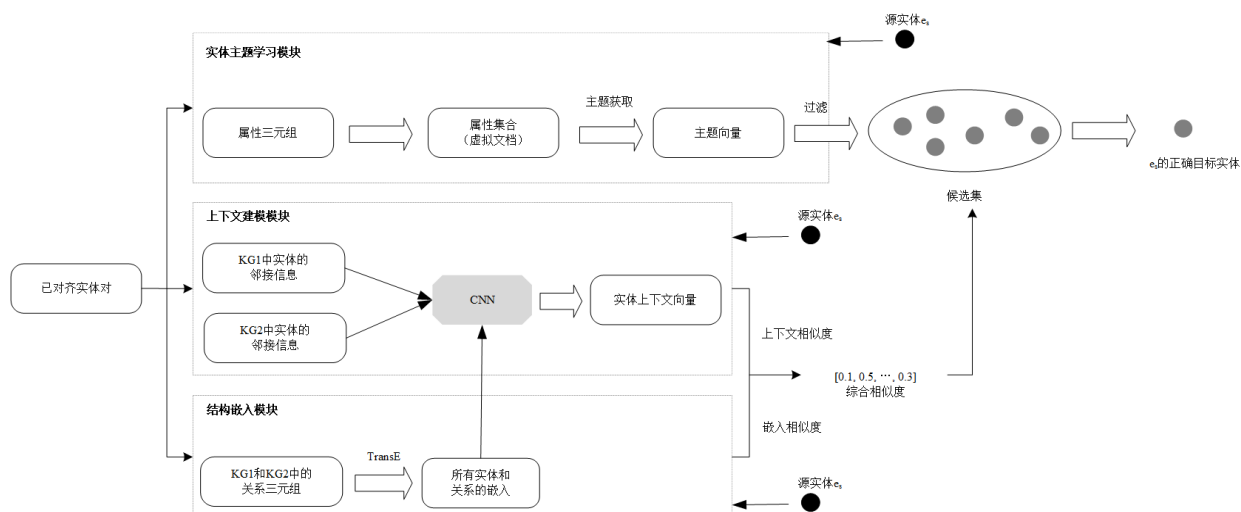 源实体eₛ
实体主题学习模块
属性三元组
属性集合
(虚拟文档)
主题获取
主题向量
过滤
候选集
eₛ的正确目标实体
已对齐实体对
上下文建模模块
源实体eₛ
KG1中实体的
邻接信息
KG2中实体的
邻接信息
CNN
实体上下文向量
上下文相似度
[0.1, 0.5, …, 0.3]
综合相似度
嵌入相似度
结构嵌入模块
KG1和KG2中的
关系三元组
TransE
所有实体和
关系的嵌入
源实体eₛ